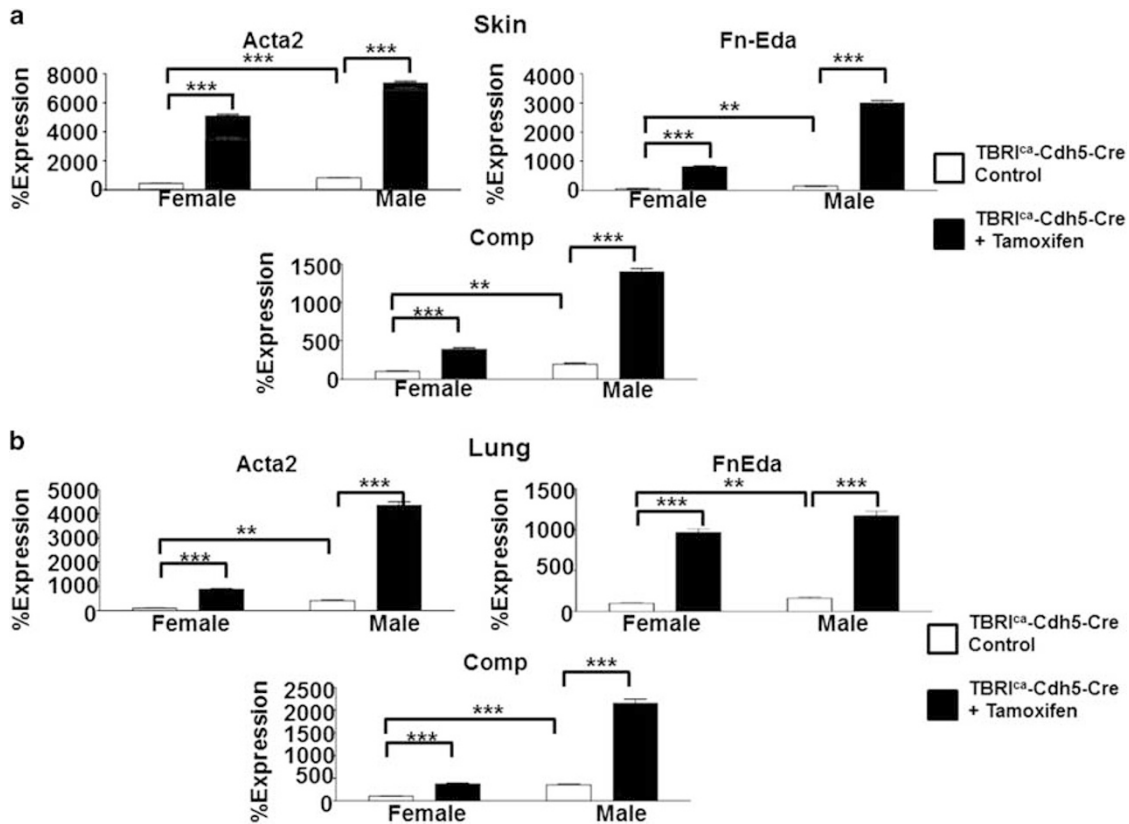 a
Skin
Acta2
%Expression
8000
6000
4000
2000
0
***
***
***
Female
Male
Fn-Eda
%Expression
4000
3000
2000
1000
0
***
**
***
Female
Male
TBRIca-Cdh5-Cre
Control
TBRIca-Cdh5-Cre
+ Tamoxifen
Comp
%Expression
1500
1000
500
0
***
**
***
Female
Male
b
Lung
Acta2
%Expression
5000
4000
3000
2000
1000
0
***
**
***
Female
Male
FnEda
%Expression
1500
1000
500
0
***
**
***
Female
Male
TBRIca-Cdh5-Cre
Control
TBRIca-Cdh5-Cre
+ Tamoxifen
Comp
%Expression
2500
2000
1500
1000
500
0
***
***
***
Female
Male